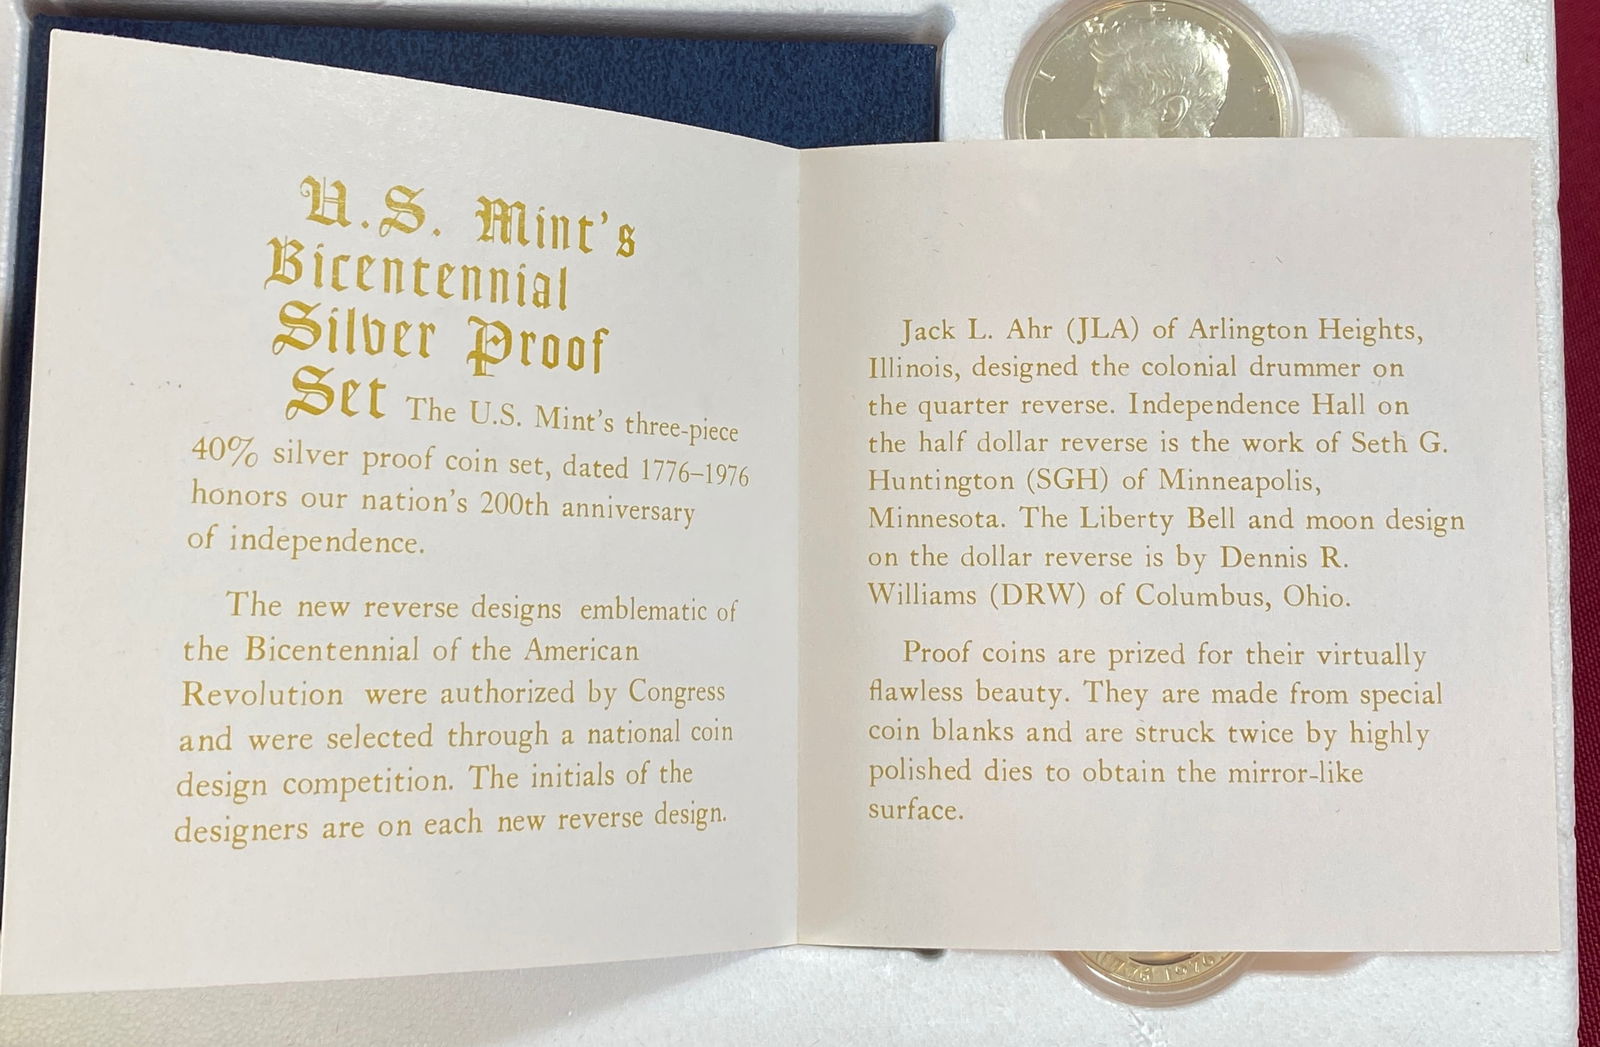 U.S. Mint's
Bicentennial
Silver Proof
Set The U.S. Mint's three-piece
40% silver proof coin set, dated 1776–1976
honors our nation's 200th anniversary
of independence.
The new reverse designs emblematic of
the Bicentennial of the American
Revolution were authorized by Congress
and were selected through a national coin
design competition. The initials of the
designers are on each new reverse design.
Jack L. Ahr (JLA) of Arlington Heights,
Illinois, designed the colonial drummer on
the quarter reverse. Independence Hall on
the half dollar reverse is the work of Seth G.
Huntington (SGH) of Minneapolis,
Minnesota. The Liberty Bell and moon design
on the dollar reverse is by Dennis R.
Williams (DRW) of Columbus, Ohio.
Proof coins are prized for their virtually
flawless beauty. They are made from special
coin blanks and are struck twice by highly
polished dies to obtain the mirror-like
surface.